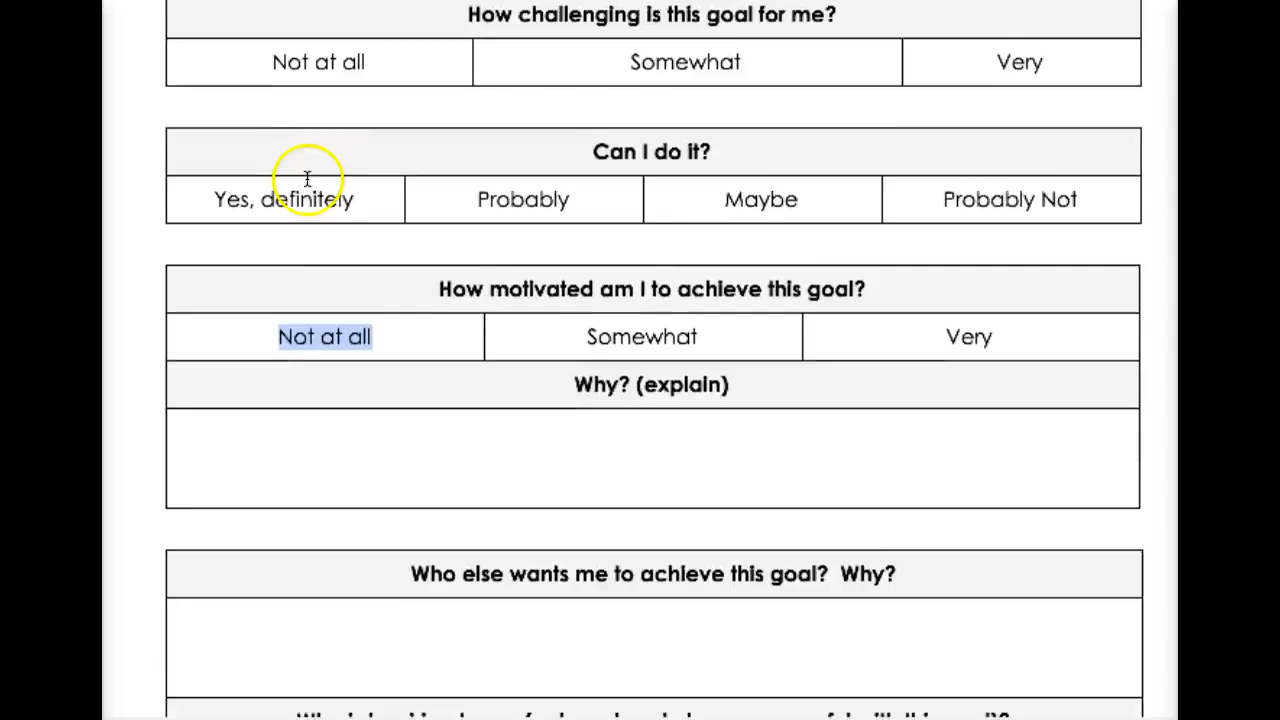 How challenging is this goal for me?
Not at all Somewhat Very
Can I do it?
Yes, definitely Probably Maybe Probably Not
How motivated am I to achieve this goal?
Not at all Somewhat Very
Why? (explain)
Who else wants me to achieve this goal?  Why?